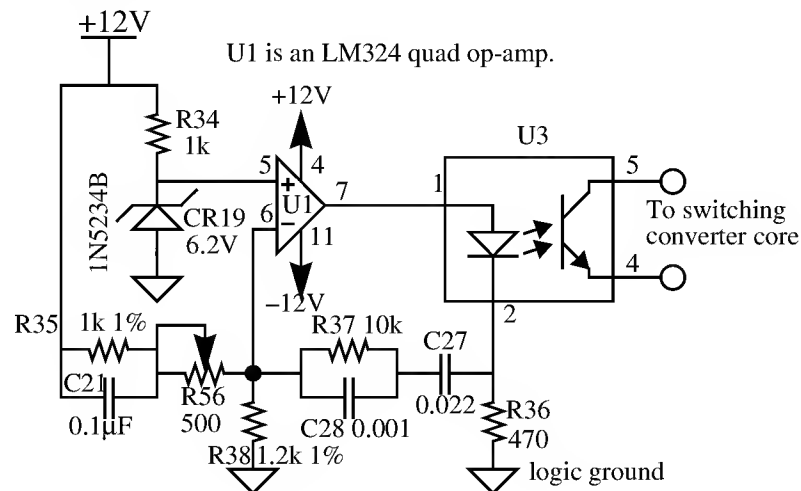 +12V
U1 is an LM324 quad op-amp.
+12V
R34
1k
U3
5
4
7
1
5
U1
6
11
1N5234B
CR19
6.2V
To switching
converter core
4
−12V
2
R35
1k 1%
R37 10k
C27
C21
R56
500
0.1µF
C28 0.001
0.022
R36
470
R38 1.2k 1%
logic ground